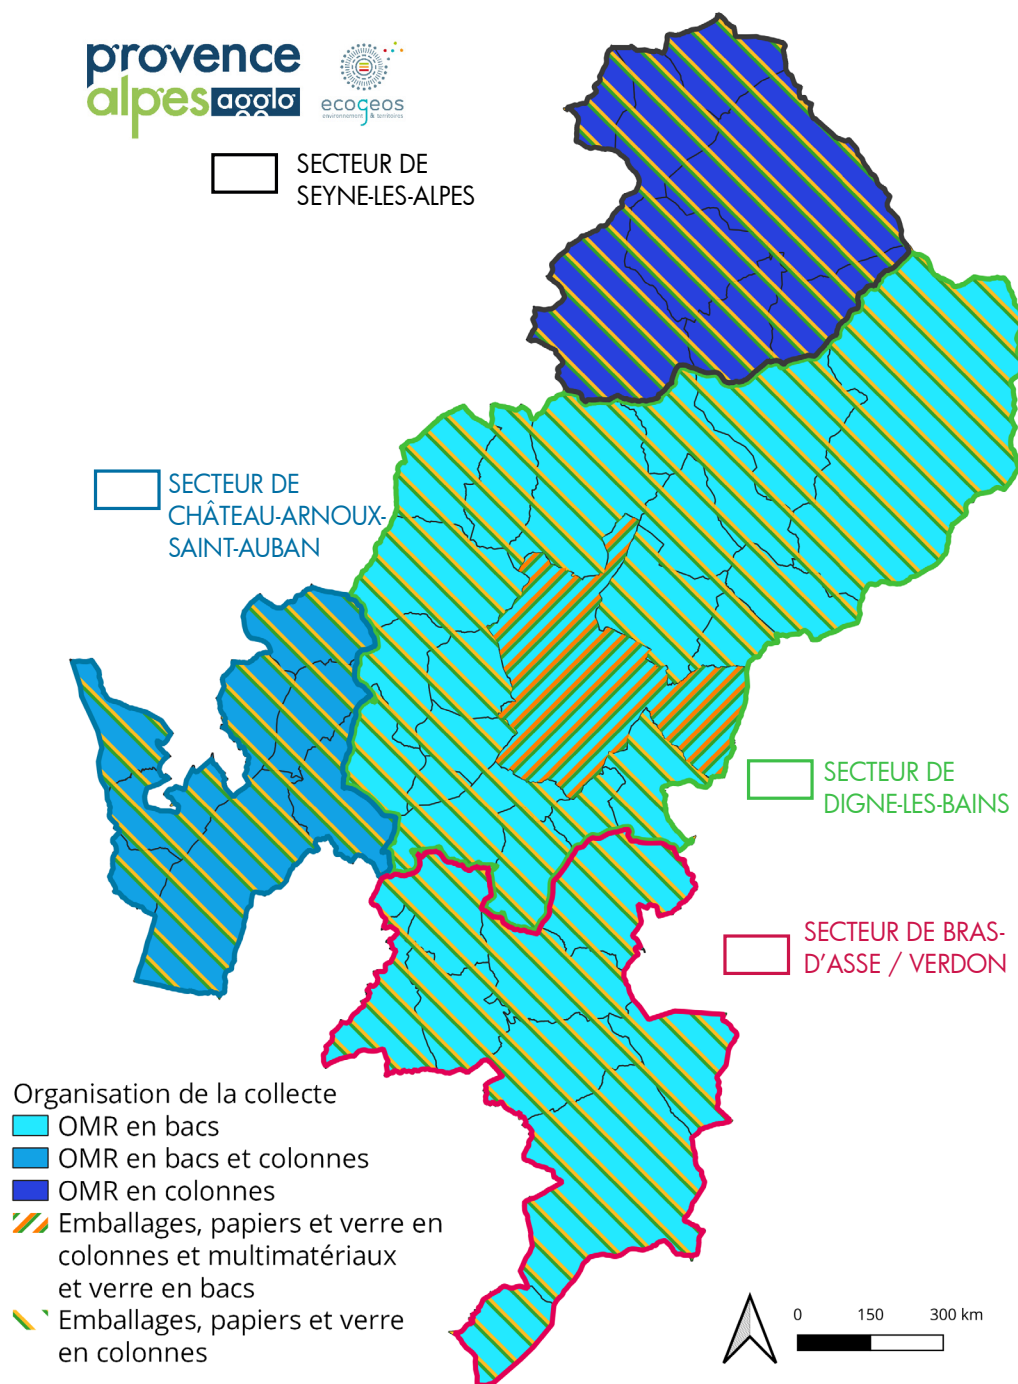 provence
alpes agglo
ecogeos
environnement & territoires
SECTEUR DE
SEYNE-LES-ALPES
SECTEUR DE
CHÂTEAU-ARNOUX-
SAINT-AUBAN
SECTEUR DE
DIGNE-LES-BAINS
SECTEUR DE BRAS-
D'ASSE / VERDON
Organisation de la collecte
OMR en bacs
OMR en bacs et colonnes
OMR en colonnes
Emballages, papiers et verre en
colonnes et multimatériaux
et verre en bacs
Emballages, papiers et verre
en colonnes
0 150 300 km